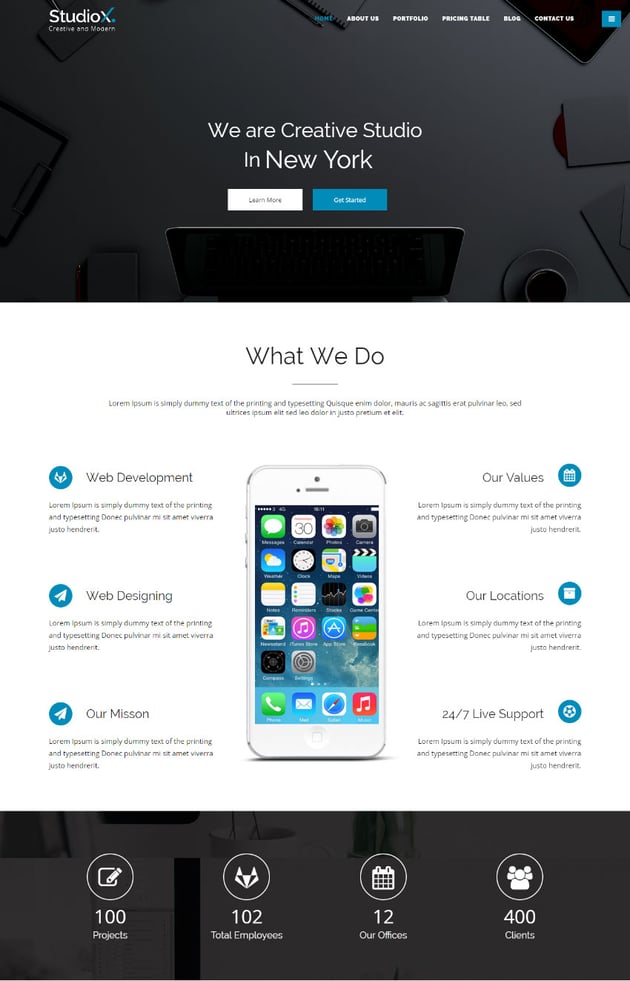 StudioX.
Creative and Modern
HOME ABOUT US PORTFOLIO PRICING TABLE BLOG CONTACT US
We are Creative Studio
In New York
Learn More
Get Started
What We Do
Lorem Ipsum is simply dummy text of the printing and typesetting Quisque enim dolor, mauris ac sagittis erat pulvinar leo, sed
ultrices ipsum elit sed leo dolor in justo pretium et elit.
Web Development
Lorem Ipsum is simply dummy text of the printing
and typesetting Donec pulvinar mi sit amet viverra
justo hendrerit.
Web Designing
Lorem Ipsum is simply dummy text of the printing
and typesetting Donec pulvinar mi sit amet viverra
justo hendrerit.
Our Misson
Lorem Ipsum is simply dummy text of the printing
and typesetting Donec pulvinar mi sit amet viverra
justo hendrerit.
4G 16:11
30
Messages Calendar Photos Camera
Weather Clock Maps Videos
Notes Reminders Stocks Game Center
Newsstand iTunes Store App Store Passbook
Compass Settings
Phone Mail Safari Music
Our Values
Lorem Ipsum is simply dummy text of the printing
and typesetting Donec pulvinar mi sit amet viverra
justo hendrerit.
Our Locations
Lorem Ipsum is simply dummy text of the printing
and typesetting Donec pulvinar mi sit amet viverra
justo hendrerit.
24/7 Live Support
Lorem Ipsum is simply dummy text of the printing
and typesetting Donec pulvinar mi sit amet viverra
justo hendrerit.
100
Projects
102
Total Employees
12
Our Offices
400
Clients